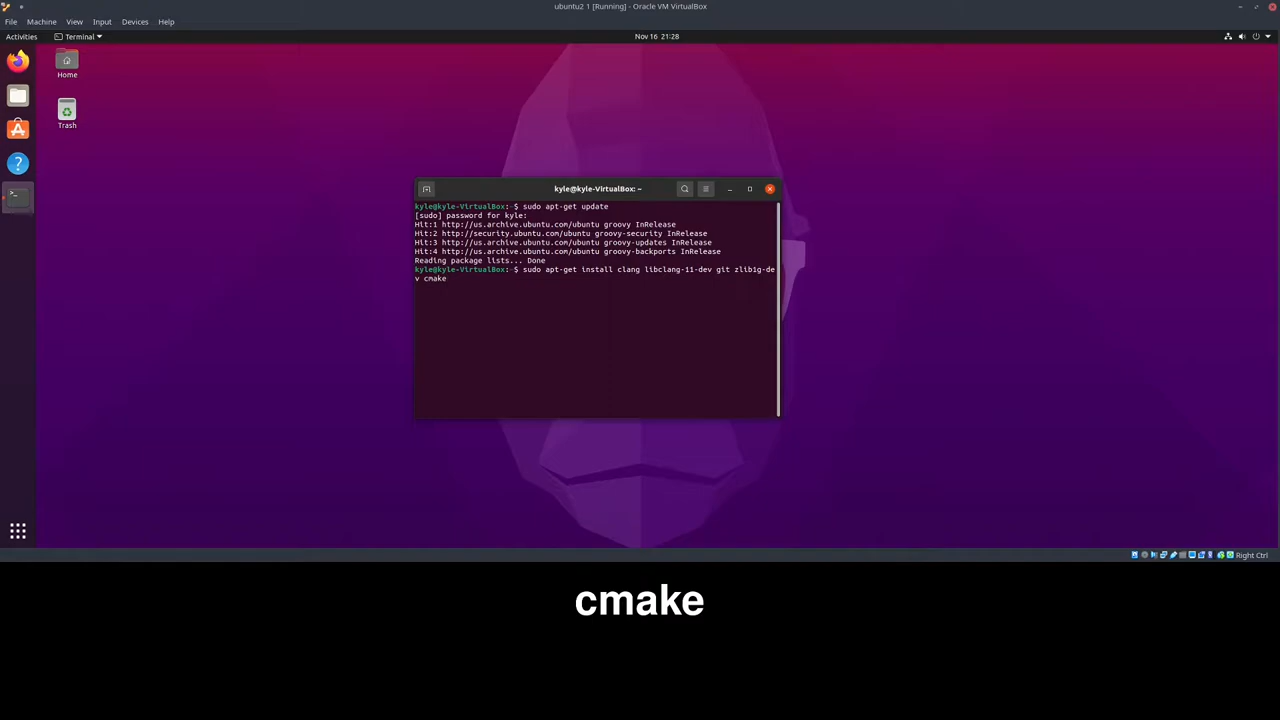 ubuntu2 1 [Running] - Oracle VM VirtualBox
File Machine View Input Devices Help
Activities Terminal Nov 16 21:28
Home
Trash
kyle@kyle-VirtualBox: ~
kyle@kyle-VirtualBox:~$ sudo apt-get update
[sudo] password for kyle:
Hit:1 http://us.archive.ubuntu.com/ubuntu groovy InRelease
Hit:2 http://security.ubuntu.com/ubuntu groovy-security InRelease
Hit:3 http://us.archive.ubuntu.com/ubuntu groovy-updates InRelease
Hit:4 http://us.archive.ubuntu.com/ubuntu groovy-backports InRelease
Reading package lists... Done
kyle@kyle-VirtualBox:~$ sudo apt-get install clang libclang-11-dev git zlib1g-de
v cmake
Right Ctrl
cmake